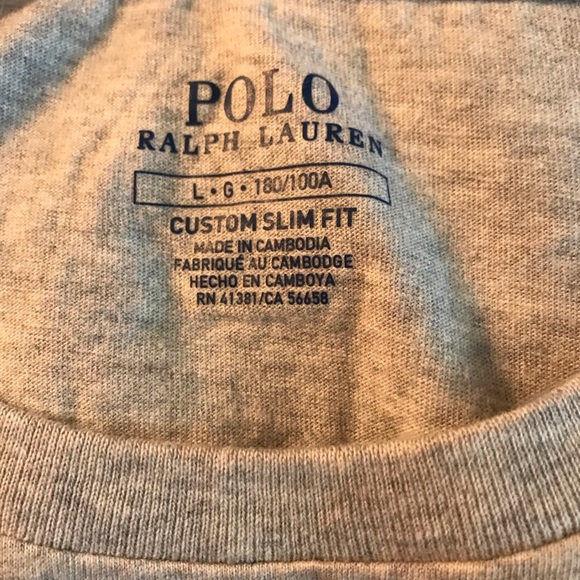 POLO
RALPH LAUREN
L • G • 180/100A
CUSTOM SLIM FIT
MADE IN CAMBODIA
FABRIQUÉ AU CAMBODGE
HECHO EN CAMBOYA
RN 41381/CA 56658